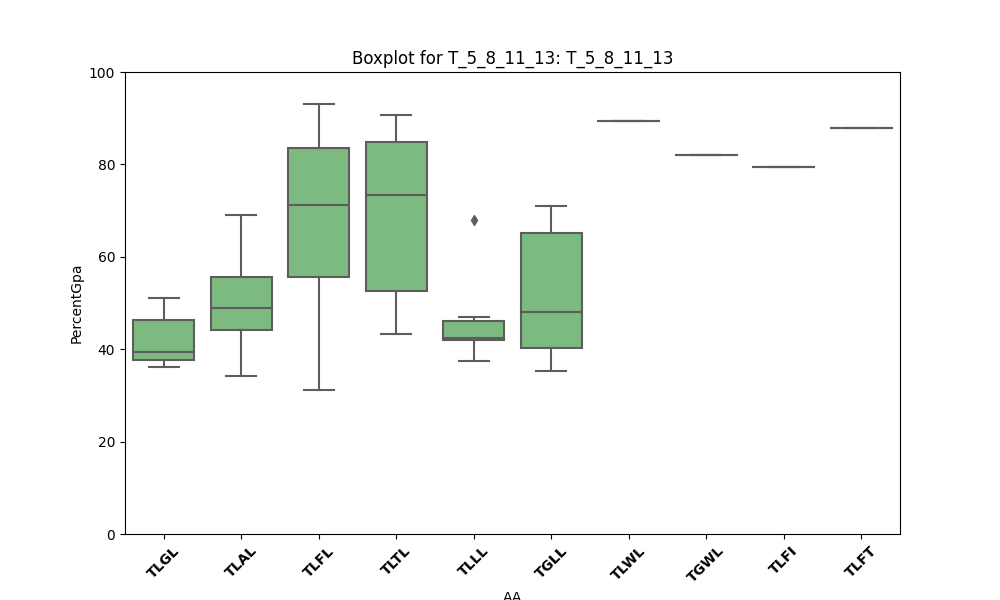 Boxplot for T_5_8_11_13: T_5_8_11_13
100
80
60
40
20
0
PercentGpa
TLGL
TLAL
TLFL
TLTL
TLLL
TGLL
TLWL
TGWL
TLFI
TLFT
AA